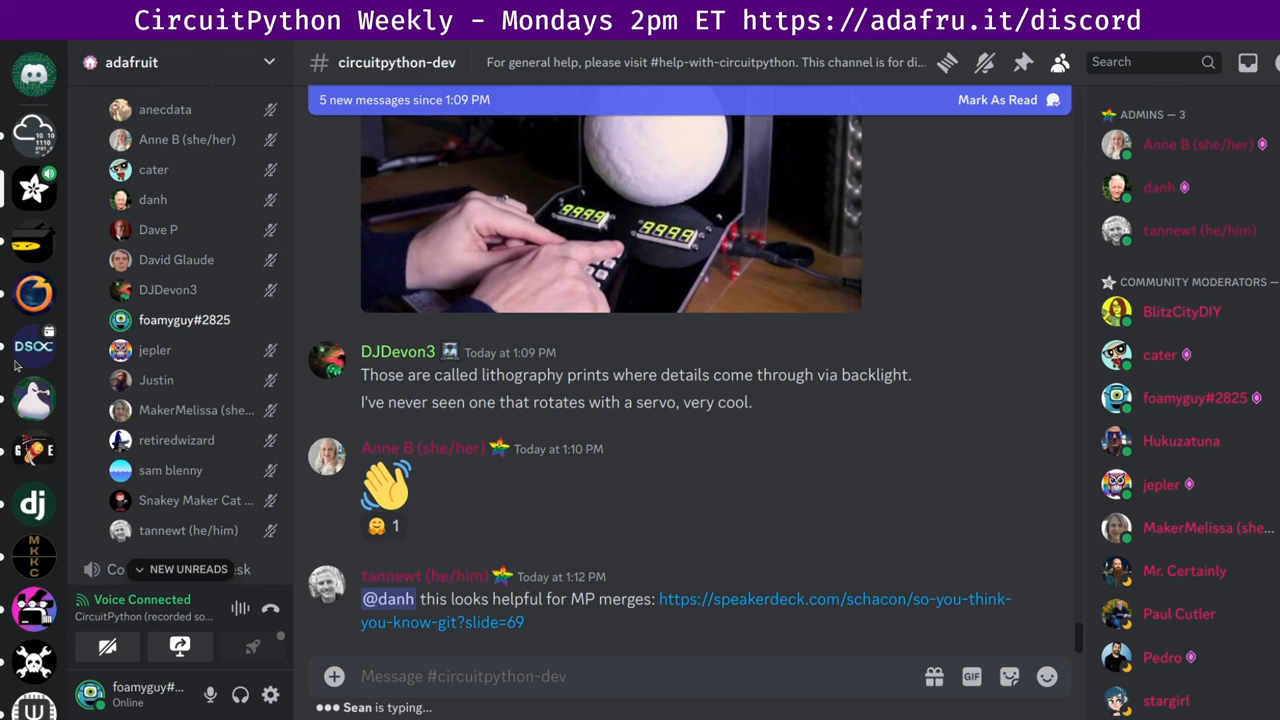 CircuitPython Weekly - Mondays 2pm ET https://adafru.it/discord
adafruit
# circuitpython-dev
For general help, please visit #help-with-circuitpython. This channel is for di...
Search
5 new messages since 1:09 PM
Mark As Read
anecdata
Anne B (she/her)
cater
danh
Dave P
David Glaude
DJDevon3
foamyguy#2825
jepler
Justin
MakerMelissa (she...
retiredwizard
sam blenny
Snakey Maker Cat ...
tannewt (he/him)
Co
NEW UNREADS
sk
Voice Connected
CircuitPython (recorded so...
foamyguy#...
Online
DSOC
dj
M
K K
C
9999
9999
DJDevon3 Today at 1:09 PM
Those are called lithography prints where details come through via backlight.
I've never seen one that rotates with a servo, very cool.
Anne B (she/her) Today at 1:10 PM
1
tannewt (he/him) Today at 1:12 PM
@danh this looks helpful for MP merges: https://speakerdeck.com/schacon/so-you-think-
you-know-git?slide=69
Message #circuitpython-dev
GIF
Sean is typing...
ADMINS — 3
Anne B (she/her)
danh
tannewt (he/him)
COMMUNITY MODERATORS —
BlitzCityDIY
cater
foamyguy#2825
Hukuzatuna
jepler
MakerMelissa (she...
Mr. Certainly
Paul Cutler
Pedro
stargirl